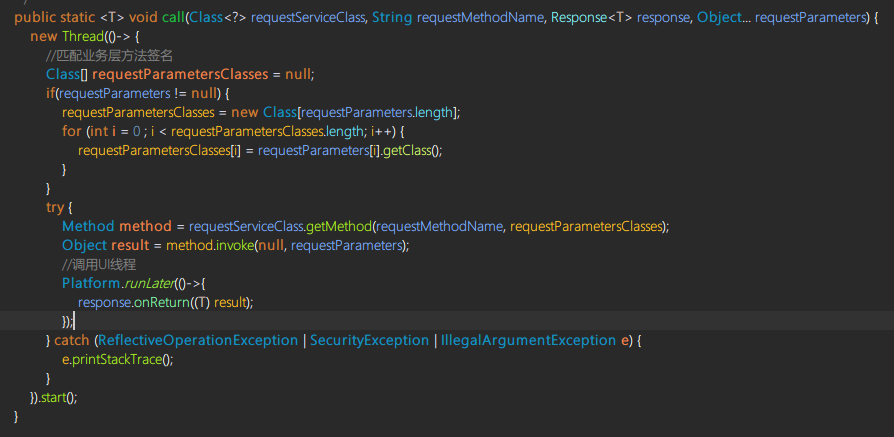 public static <T> void call(Class<?> requestServiceClass, String requestMethodName, Response<T> response, Object... requestParameters) {
new Thread(()-> {
//匹配业务层方法签名
Class[] requestParametersClasses = null;
if(requestParameters != null) {
requestParametersClasses = new Class[requestParameters.length];
for (int i = 0 ; i < requestParametersClasses.length; i++) {
requestParametersClasses[i] = requestParameters[i].getClass();
}
}
try {
Method method = requestServiceClass.getMethod(requestMethodName, requestParametersClasses);
Object result = method.invoke(null, requestParameters);
//调用UI线程
Platform.runLater(()->{
response.onReturn((T) result);
});
} catch (ReflectiveOperationException | SecurityException | IllegalArgumentException e) {
e.printStackTrace();
}
}).start();
}